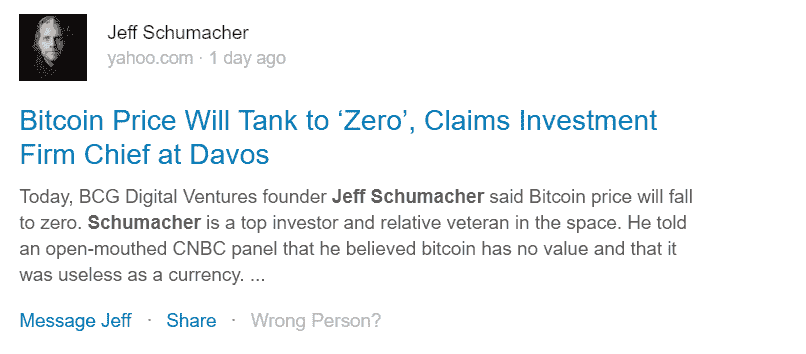 Jeff Schumacher
yahoo.com · 1 day ago
Bitcoin Price Will Tank to ‘Zero’, Claims Investment
Firm Chief at Davos
Today, BCG Digital Ventures founder Jeff Schumacher said Bitcoin price will fall
to zero. Schumacher is a top investor and relative veteran in the space. He told
an open-mouthed CNBC panel that he believed bitcoin has no value and that it
was useless as a currency. ...
Message Jeff · Share · Wrong Person?